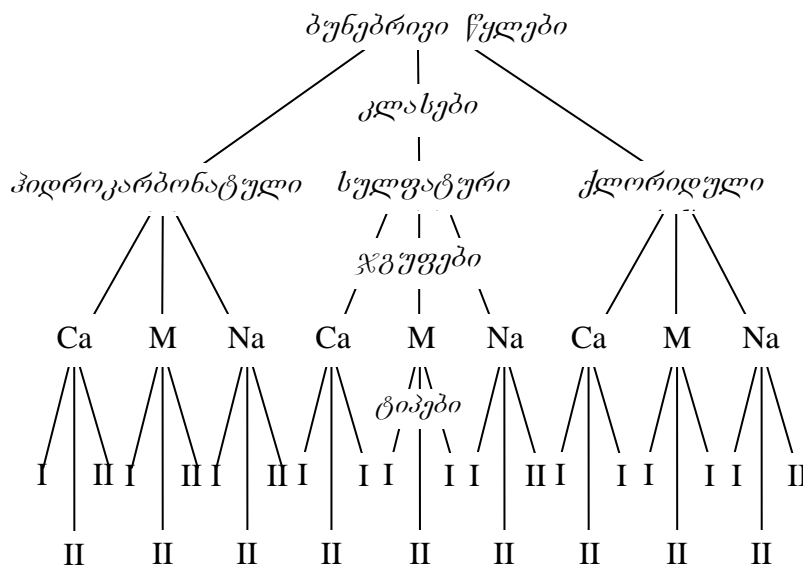 ბუნებრივი წყლები
კლასები
ჰიდროკარბონატული სულფატური ქლორიდული
ჯგუფები
Ca M Na Ca M Na Ca M Na
ტიპები
I II I II I II I I I I I II I I I I I II
II II II II II II II II II